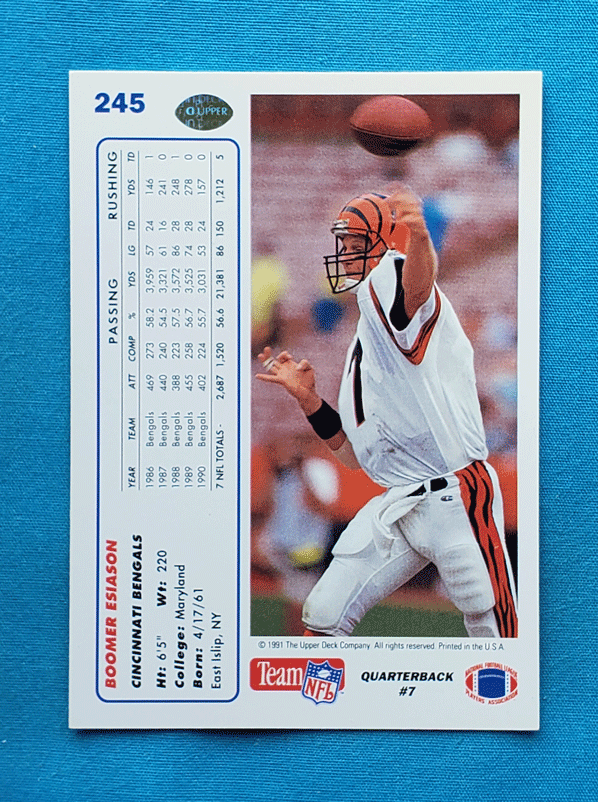 245
UPPER
BOOMER ESIASON
CINCINNATI BENGALS
Ht: 6'5" Wt: 220
College: Maryland
Born: 4/17/61
East Islip, NY
PASSING RUSHING
YEAR TEAM ATT COMP % YDS LG TD YDS TD
1986 Bengals 469 273 58.2 3,959 57 24 146 1
1987 Bengals 440 240 54.5 3,321 61 16 241 0
1988 Bengals 388 223 57.5 3,572 86 28 248 1
1989 Bengals 455 258 56.7 3,525 74 28 278 0
1990 Bengals 402 224 55.7 3,031 53 24 157 0
7 NFL TOTALS - 2,687 1,520 56.6 21,381 86 150 1,212 5
7
© 1991 The Upper Deck Company. All rights reserved. Printed in the U.S.A.
Team NFL
QUARTERBACK
#7
NATIONAL FOOTBALL LEAGUE
PLAYERS ASSOCIATION